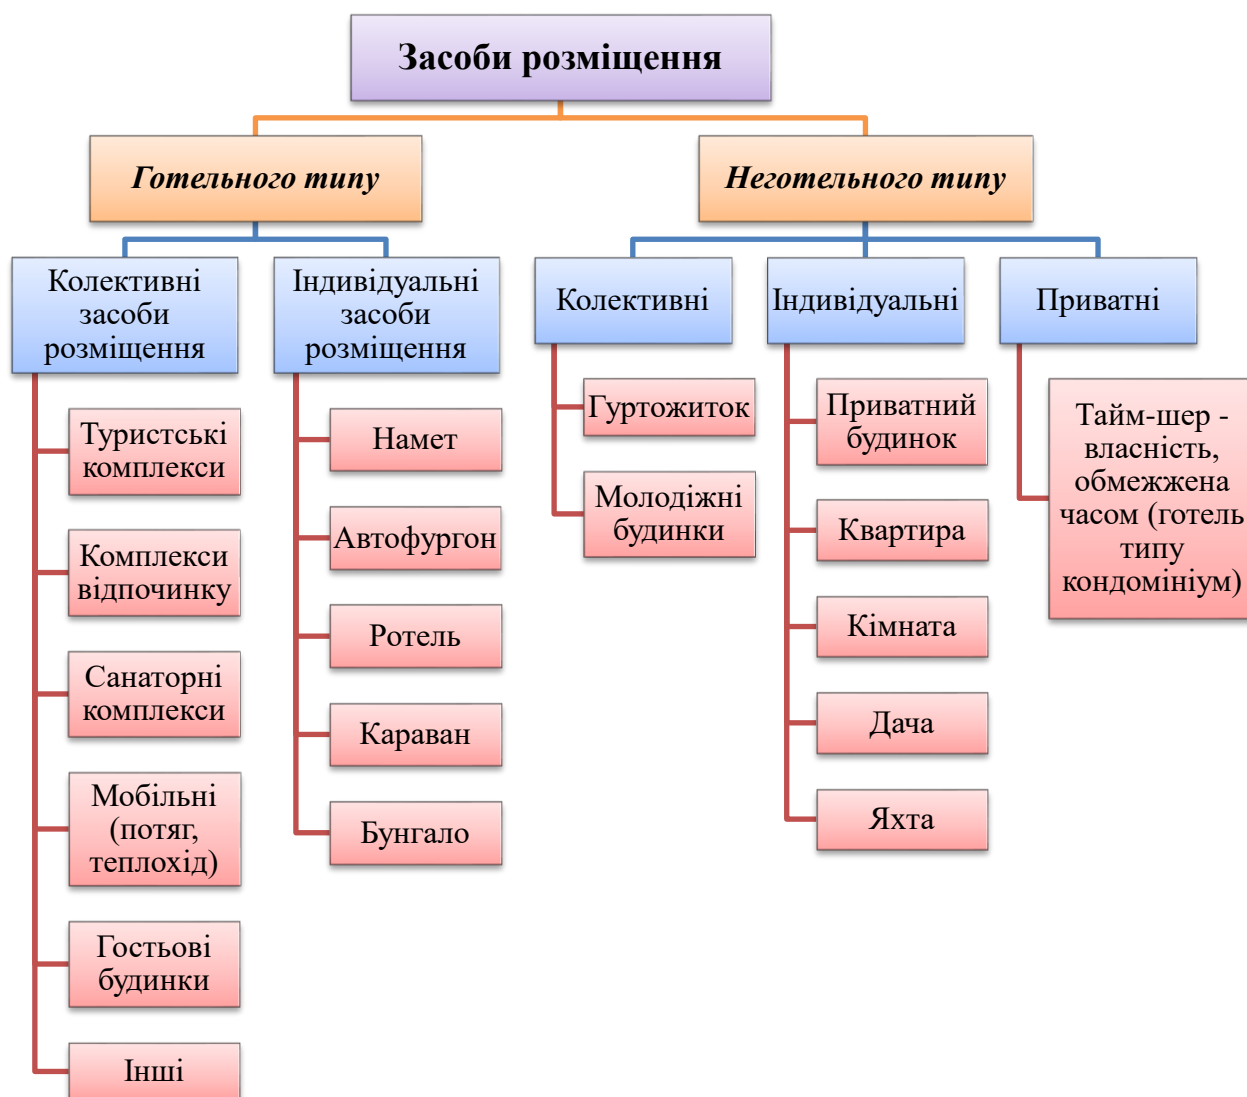 Засоби розміщення
Готельного типу
Неготельного типу
Колективні
засоби
розміщення
Індивідуальні
засоби
розміщення
Колективні
Індивідуальні
Приватні
Туристські
комплекси
Комплекси
відпочинку
Санаторні
комплекси
Мобільні
(потяг,
теплохід)
Гостьові
будинки
Інші
Намет
Автофургон
Ротель
Караван
Бунгало
Гуртожиток
Молодіжні
будинки
Приватний
будинок
Квартира
Кімната
Дача
Яхта
Тайм-шер -
власність,
обмежжена
часом (готель
типу
кондомініум)